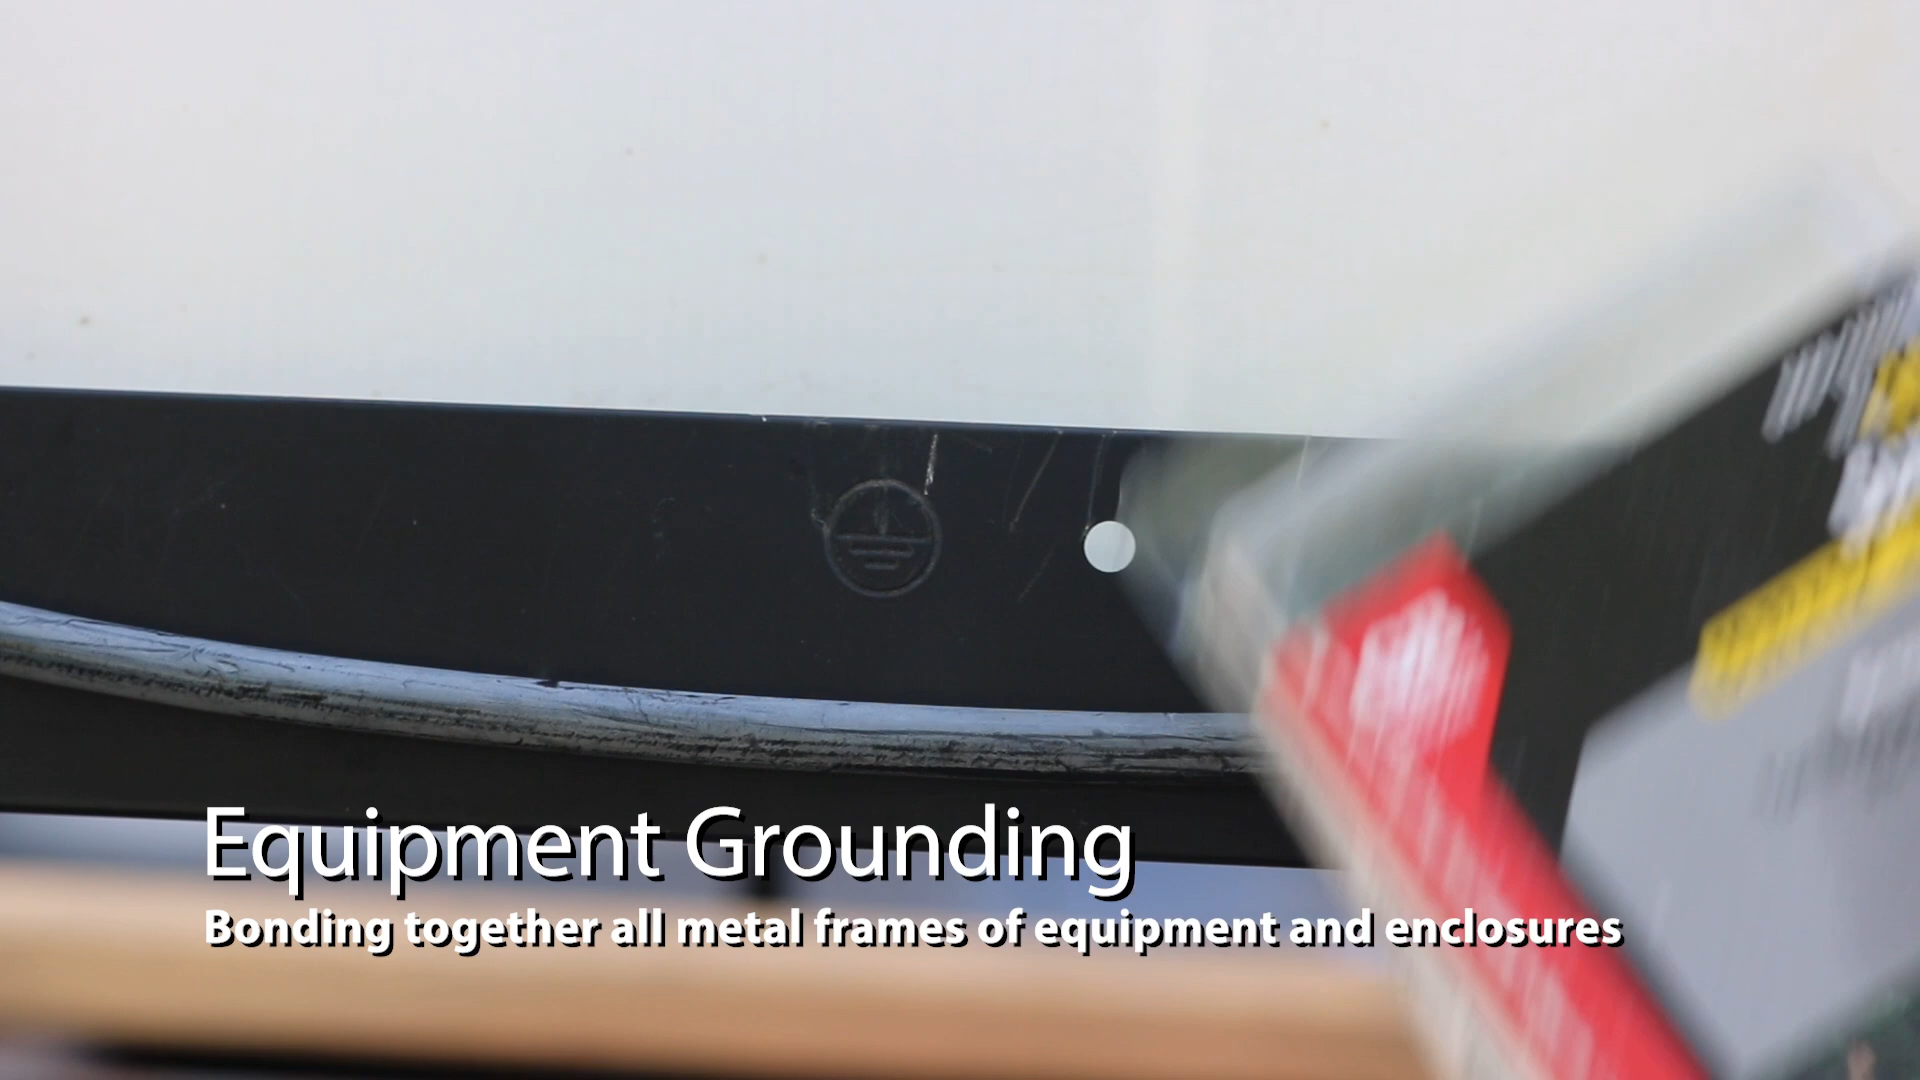 Equipment Grounding
Bonding together all metal frames of equipment and enclosures